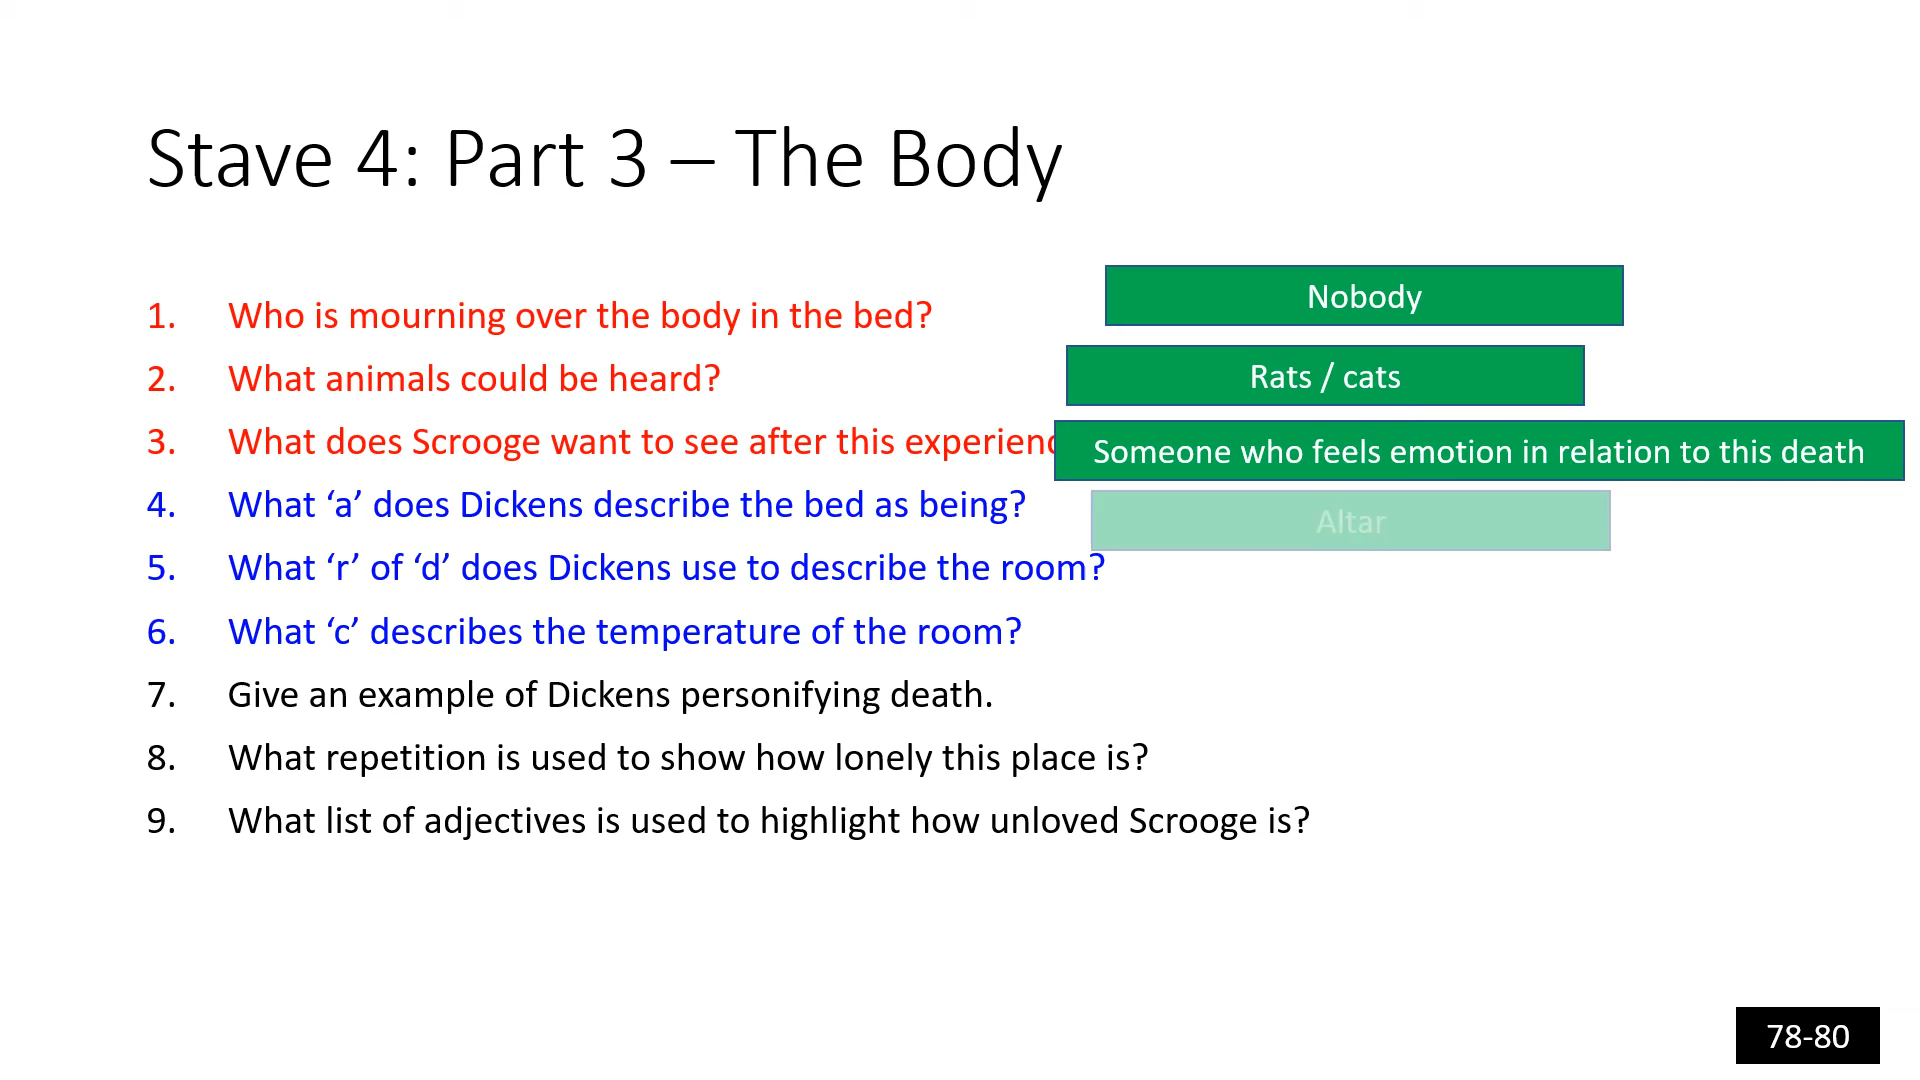 Stave 4: Part 3 – The Body
1. Who is mourning over the body in the bed?
Nobody
2. What animals could be heard?
Rats / cats
3. What does Scrooge want to see after this experienc
Someone who feels emotion in relation to this death
4. What ‘a’ does Dickens describe the bed as being?
Altar
5. What ‘r’ of ‘d’ does Dickens use to describe the room?
6. What ‘c’ describes the temperature of the room?
7. Give an example of Dickens personifying death.
8. What repetition is used to show how lonely this place is?
9. What list of adjectives is used to highlight how unloved Scrooge is?
78-80